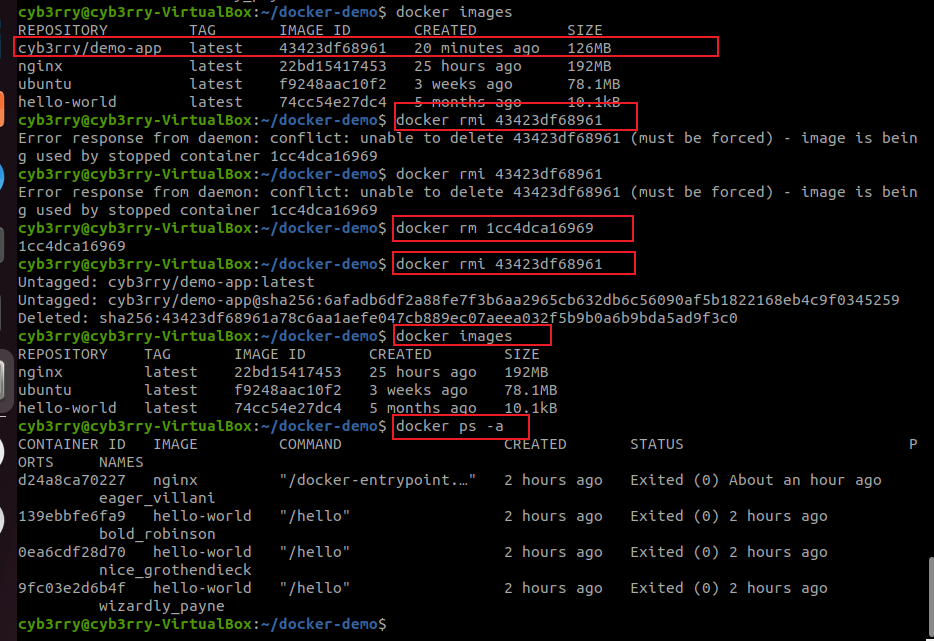 cyb3rry@cyb3rry-VirtualBox:~/docker-demo$ docker images
REPOSITORY TAG IMAGE ID CREATED SIZE
cyb3rry/demo-app latest 43423df68961 20 minutes ago 126MB
nginx latest 22bd15417453 25 hours ago 192MB
ubuntu latest f9248aac10f2 3 weeks ago 78.1MB
hello-world latest 74cc54e27dc4 5 months ago 10.1kB
cyb3rry@cyb3rry-VirtualBox:~/docker-demo$ docker rmi 43423df68961
Error response from daemon: conflict: unable to delete 43423df68961 (must be forced) - image is bein
g used by stopped container 1cc4dca16969
cyb3rry@cyb3rry-VirtualBox:~/docker-demo$ docker rmi 43423df68961
Error response from daemon: conflict: unable to delete 43423df68961 (must be forced) - image is bein
g used by stopped container 1cc4dca16969
cyb3rry@cyb3rry-VirtualBox:~/docker-demo$ docker rm 1cc4dca16969
1cc4dca16969
cyb3rry@cyb3rry-VirtualBox:~/docker-demo$ docker rmi 43423df68961
Untagged: cyb3rry/demo-app:latest
Untagged: cyb3rry/demo-app@sha256:6afadb6df2a88fe7f3b6aa2965cb632db6c56090af5b1822168eb4c9f0345259
Deleted: sha256:43423df68961a78c6aa1aefe047cb889ec07aeea032f5b9b0a6b9bda5ad9f3c0
cyb3rry@cyb3rry-VirtualBox:~/docker-demo$ docker images
REPOSITORY TAG IMAGE ID CREATED SIZE
nginx latest 22bd15417453 25 hours ago 192MB
ubuntu latest f9248aac10f2 3 weeks ago 78.1MB
hello-world latest 74cc54e27dc4 5 months ago 10.1kB
cyb3rry@cyb3rry-VirtualBox:~/docker-demo$ docker ps -a
CONTAINER ID IMAGE COMMAND CREATED STATUS P
ORTS NAMES
d24a8ca70227 nginx "/docker-entrypoint.…" 2 hours ago Exited (0) About an hour ago
eager_villani
139ebbfe6fa9 hello-world "/hello" 2 hours ago Exited (0) 2 hours ago
bold_robinson
0ea6cdf28d70 hello-world "/hello" 2 hours ago Exited (0) 2 hours ago
nice_grothendieck
9fc03e2d6b4f hello-world "/hello" 2 hours ago Exited (0) 2 hours ago
wizardly_payne
cyb3rry@cyb3rry-VirtualBox:~/docker-demo$